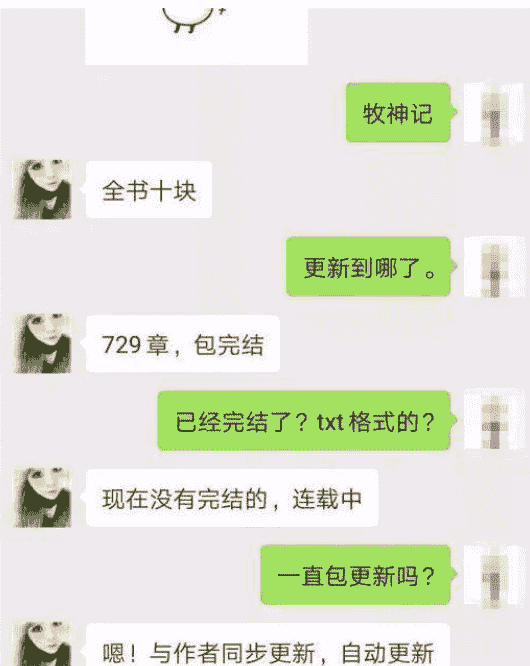 牧神记
全书十块
更新到哪了。
729章，包完结
已经完结了？txt格式的？
现在没有完结的，连载中
一直包更新吗？
嗯！与作者同步更新，自动更新